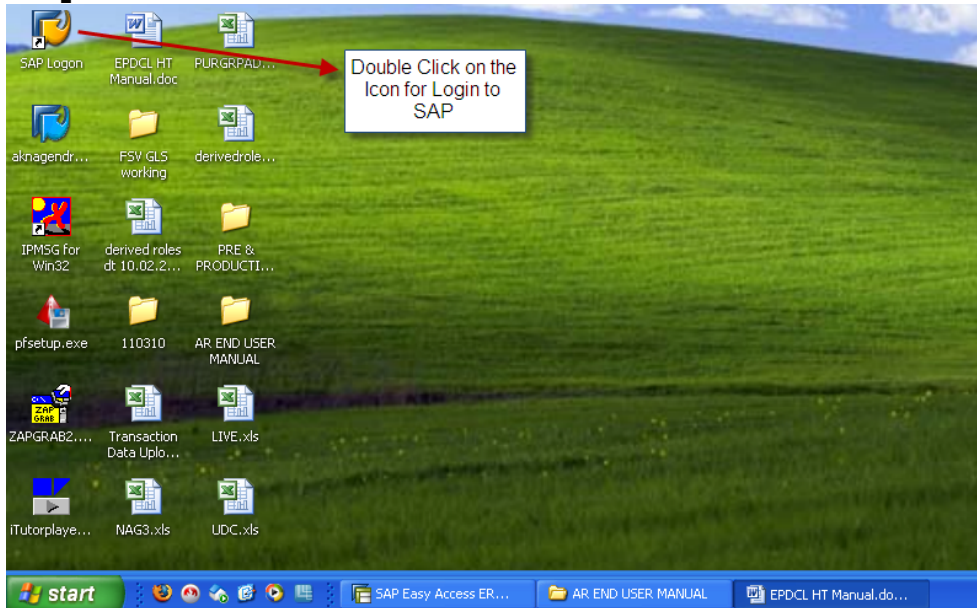 SAP Logon
EPDCL HT
Manual.doc
PURGRPAD...
Double Click on the
Icon for Login to
SAP
aknagendr...
FSV GLS
working
derivedrole...
IPMSG for
Win32
derived roles
dt 10.02.2...
PRE &
PRODUCTI...
pfsetup.exe
110310
AR END USER
MANUAL
ZAP
GRAB
ZAPGRAB2....
Transaction
Data Uplo...
LIVE.xls
iTutorplaye...
NAG3.xls
UDC.xls
start
SAP Easy Access ER...
AR END USER MANUAL
EPDCL HT Manual.do...